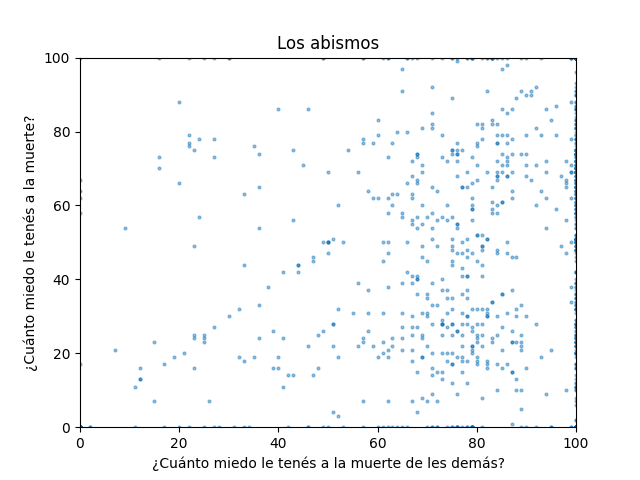 Los abismos
¿Cuánto miedo le tenés a la muerte?
100
80
60
40
20
0
0 20 40 60 80 100
¿Cuánto miedo le tenés a la muerte de les demás?